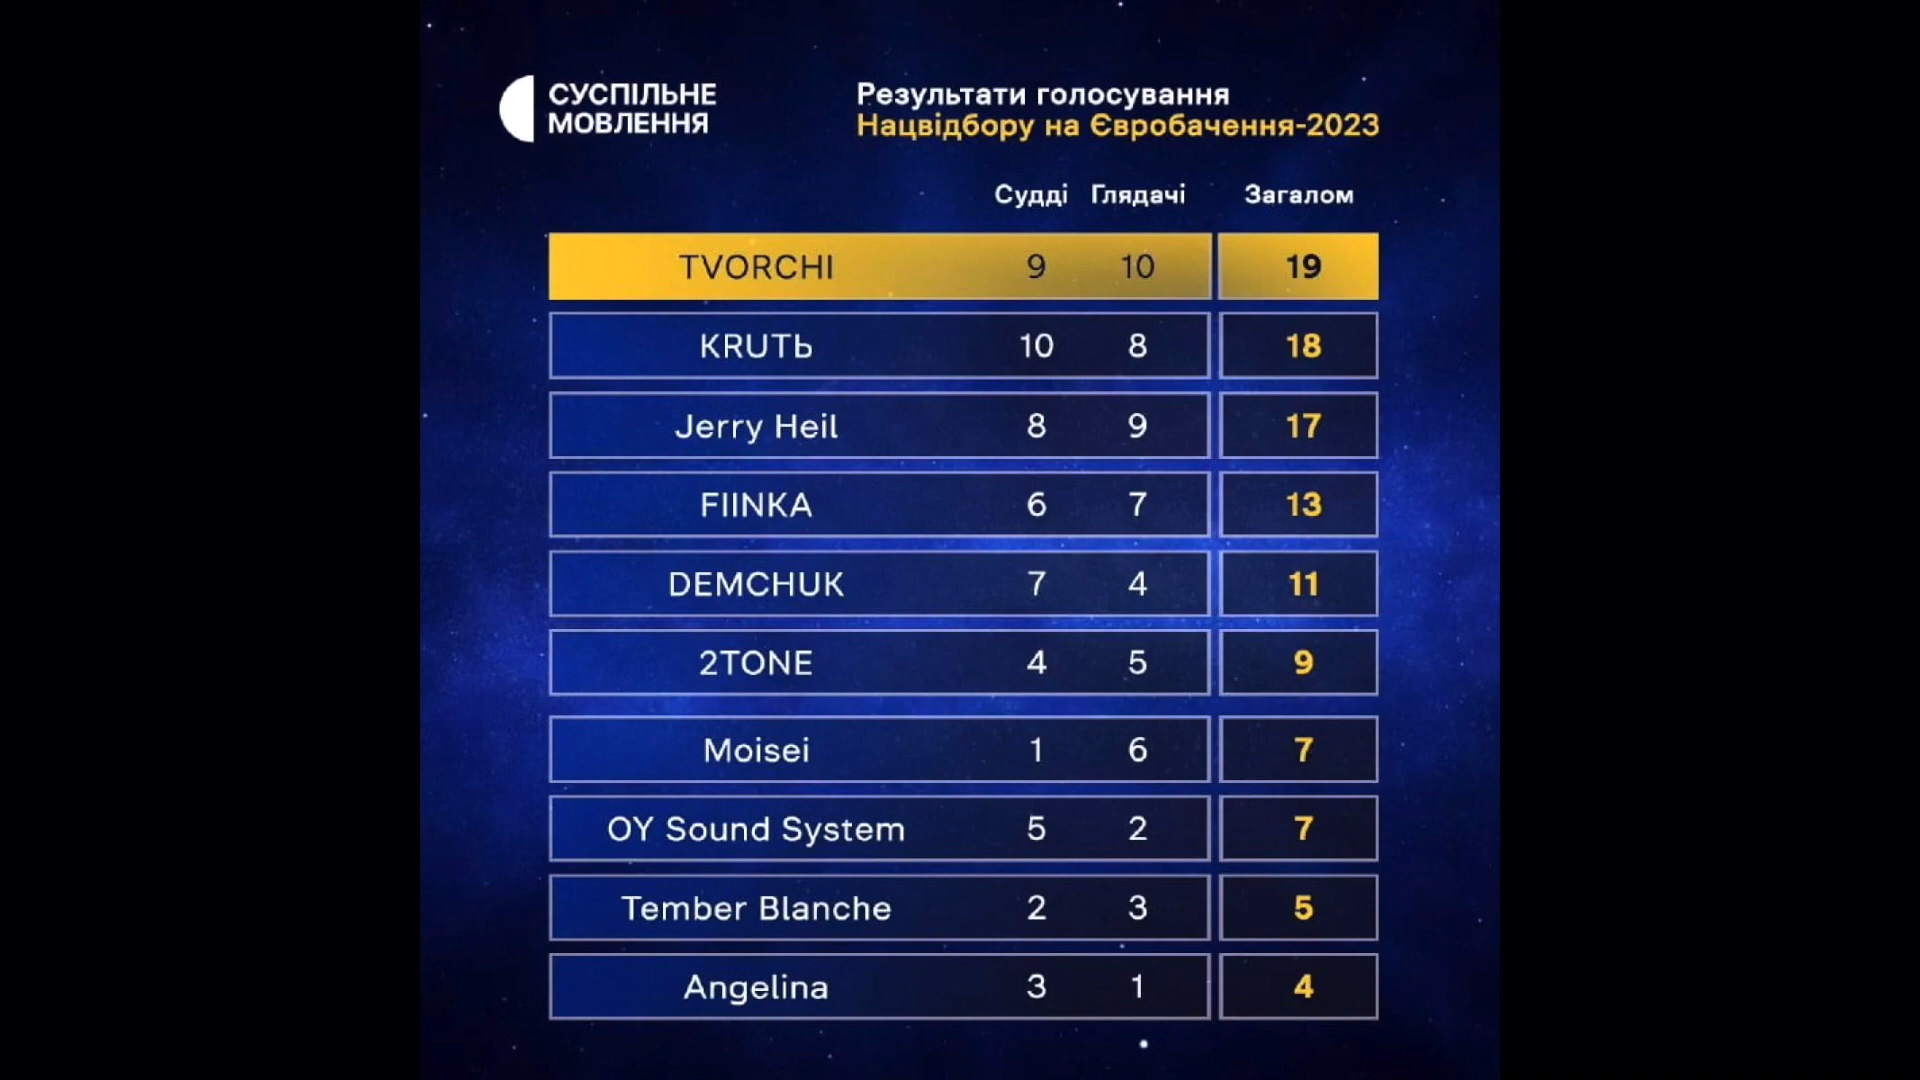 СУСПІЛЬНЕ
МОВЛЕННЯ
Результати голосування
Нацвідбору на Євробачення-2023
Судді Глядачі Загалом
TVORCHI 9 10 19
KRUTЬ 10 8 18
Jerry Heil 8 9 17
FIINKA 6 7 13
DEMCHUK 7 4 11
2TONE 4 5 9
Moisei 1 6 7
OY Sound System 5 2 7
Tember Blanche 2 3 5
Angelina 3 1 4